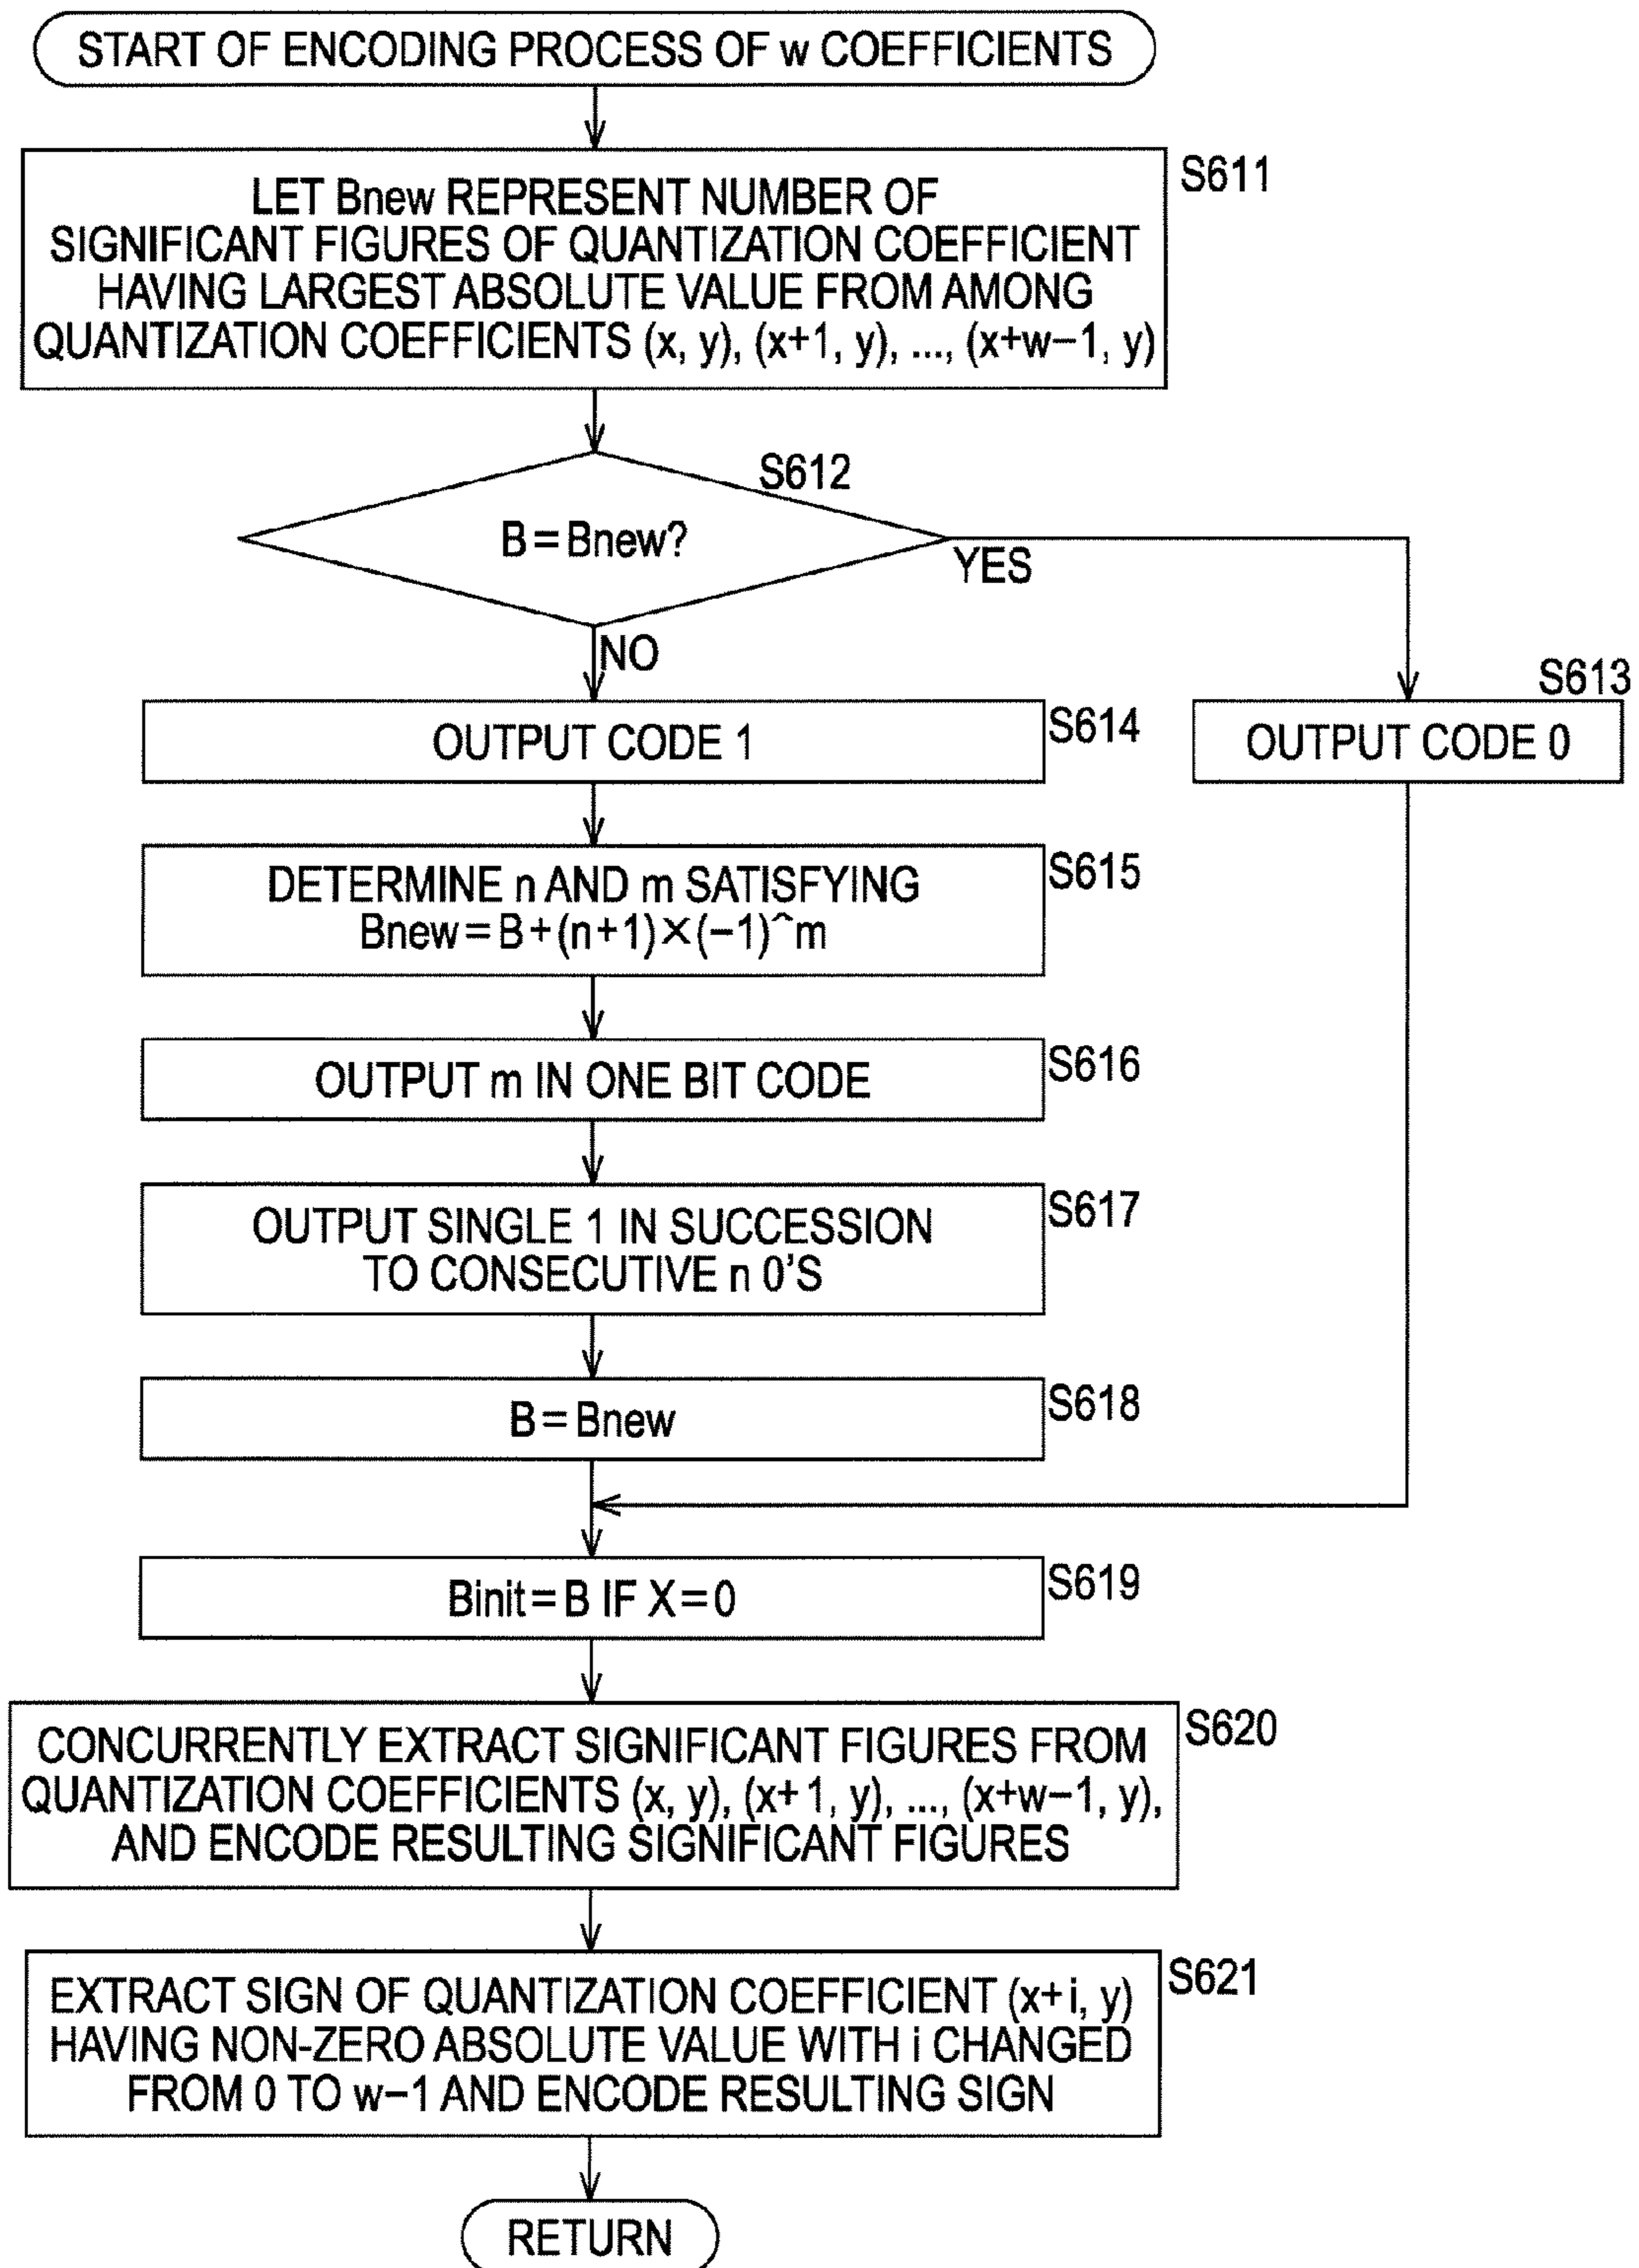 START OF ENCODING PROCESS OF w COEFFICIENTS
S611
LET Bnew REPRESENT NUMBER OF
SIGNIFICANT FIGURES OF QUANTIZATION COEFFICIENT
HAVING LARGEST ABSOLUTE VALUE FROM AMONG
QUANTIZATION COEFFICIENTS (x, y), (x+1, y), ..., (x+w−1, y)
S612
B = Bnew?
YES
NO
S613
OUTPUT CODE 0
S614
OUTPUT CODE 1
S615
DETERMINE n AND m SATISFYING
Bnew = B + (n+1) × (−1)^m
S616
OUTPUT m IN ONE BIT CODE
S617
OUTPUT SINGLE 1 IN SUCCESSION
TO CONSECUTIVE n 0'S
S618
B = Bnew
S619
Binit = B IF X = 0
S620
CONCURRENTLY EXTRACT SIGNIFICANT FIGURES FROM
QUANTIZATION COEFFICIENTS (x, y), (x+1, y), ..., (x+w−1, y),
AND ENCODE RESULTING SIGNIFICANT FIGURES
S621
EXTRACT SIGN OF QUANTIZATION COEFFICIENT (x+i, y)
HAVING NON-ZERO ABSOLUTE VALUE WITH i CHANGED
FROM 0 TO w−1 AND ENCODE RESULTING SIGN
RETURN